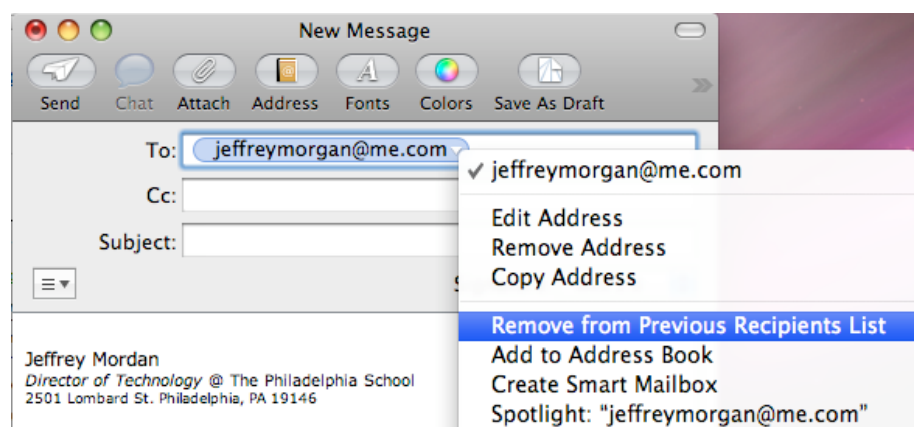 New Message
Send Chat Attach Address Fonts Colors Save As Draft
To: jeffreymorgan@me.com
✓ jeffreymorgan@me.com
Cc:
Edit Address
Subject:
Remove Address
Copy Address
Remove from Previous Recipients List
Jeffrey Mordan
Add to Address Book
Director of Technology @ The Philadelphia School
Create Smart Mailbox
2501 Lombard St. Philadelphia, PA 19146
Spotlight: "jeffreymorgan@me.com"